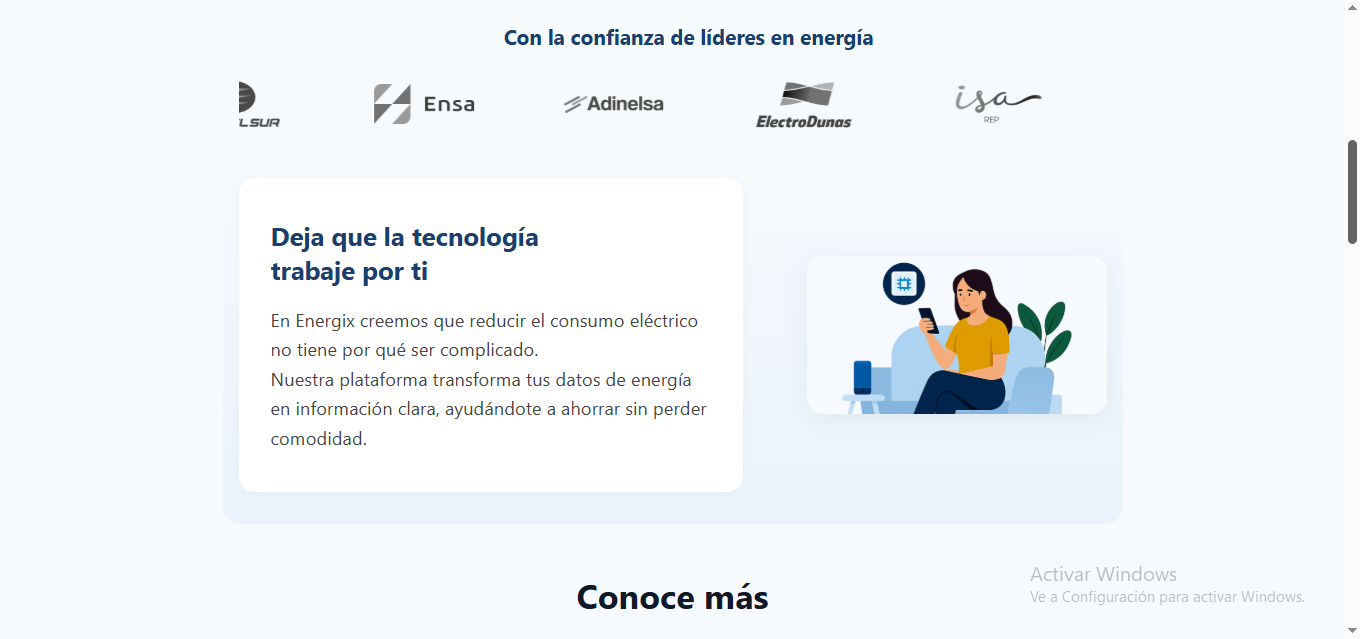 Con la confianza de líderes en energía
LSUR
Ensa
Adinelsa
ElectroDunas
isa
REP
Deja que la tecnología
trabaje por ti
En Energix creemos que reducir el consumo eléctrico
no tiene por qué ser complicado.
Nuestra plataforma transforma tus datos de energía
en información clara, ayudándote a ahorrar sin perder
comodidad.
Conoce más
Activar Windows
Ve a Configuración para activar Windows.